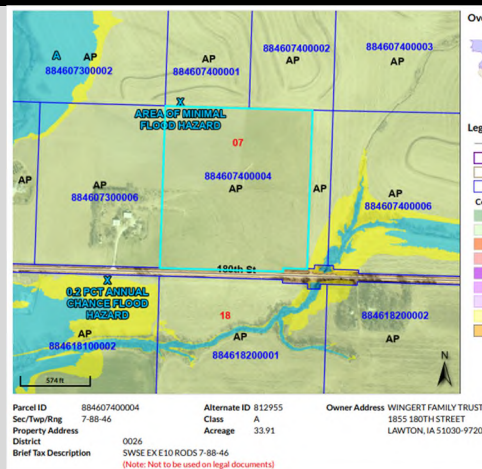 Ov
A
AP
884607300002
AP
884607400001
884607400002
AP
884607400003
AP
X
AREA OF MINIMAL
FLOOD HAZARD
07
Leg
AP
AP
884607300006
884607400004
AP
AP
AP
884607400006
C
180th St
X
0.2 PCT ANNUAL
CHANCE FLOOD
HAZARD
AP
884618100002
18
AP
884618200001
884618200002
AP
574 ft
N
Parcel ID 884607400004 Alternate ID 812955 Owner Address WINGERT FAMILY TRUST
Sec/Twp/Rng 7-88-46 Class A 1855 180TH STREET
Property Address Acreage 33.91 LAWTON, IA 51030-9720
District 0026
Brief Tax Description SWSE EX E10 RODS 7-88-46
(Note: Not to be used on legal documents)